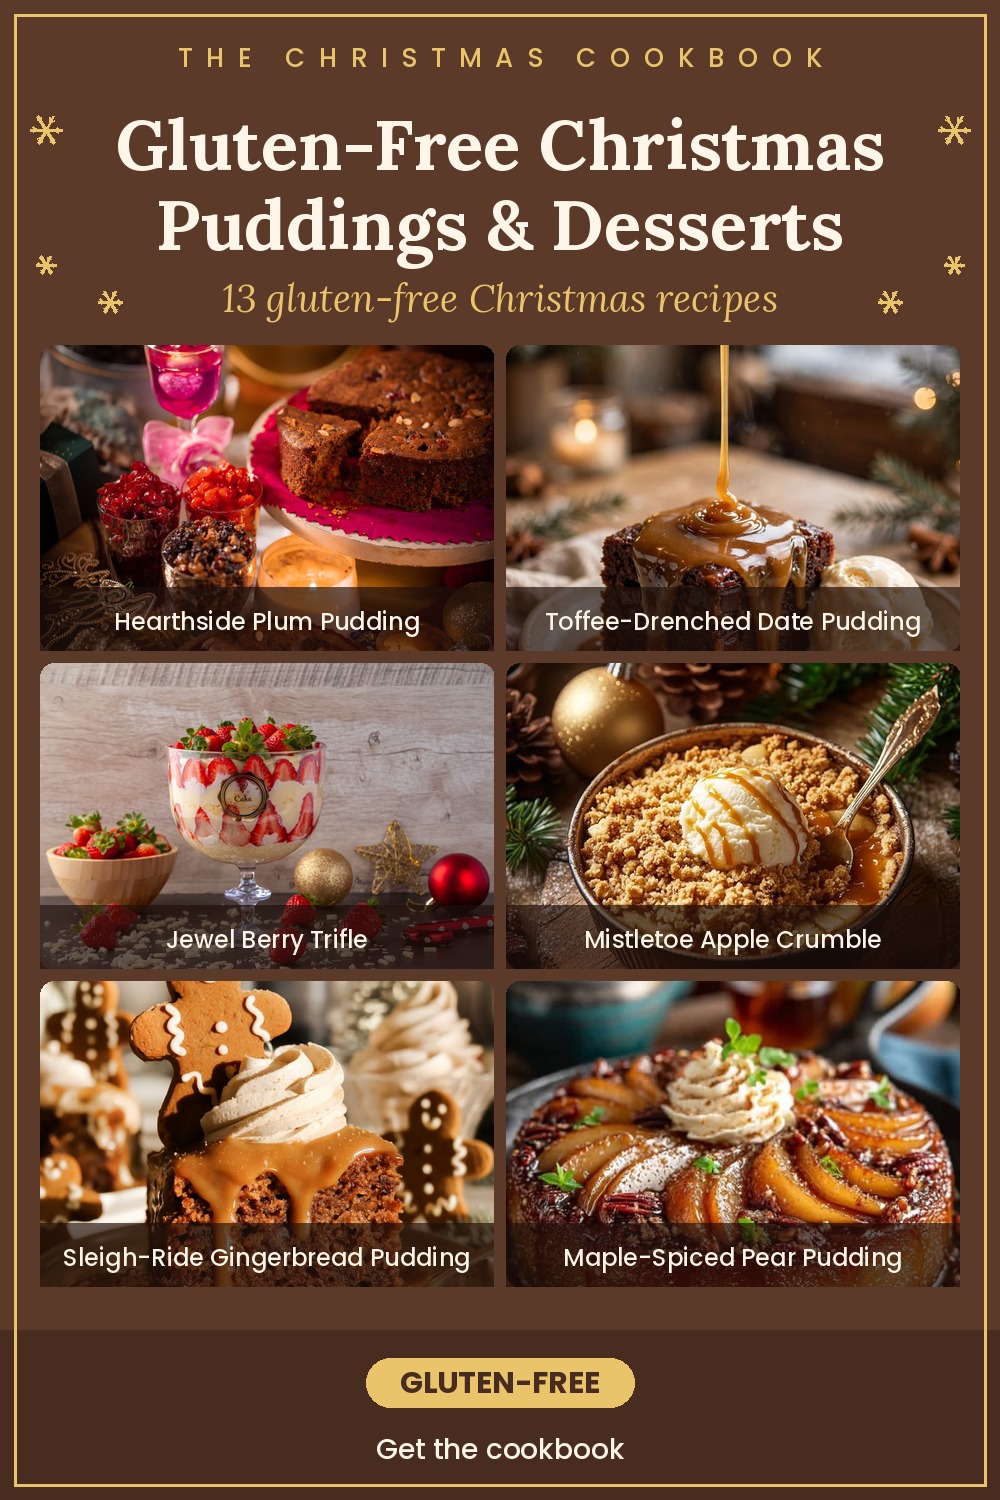 THE CHRISTMAS COOKBOOK
Gluten-Free Christmas
Puddings & Desserts
13 gluten-free Christmas recipes
Hearthside Plum Pudding
Toffee-Drenched Date Pudding
Cake
Jewel Berry Trifle
Mistletoe Apple Crumble
Sleigh-Ride Gingerbread Pudding
Maple-Spiced Pear Pudding
GLUTEN-FREE
Get the cookbook